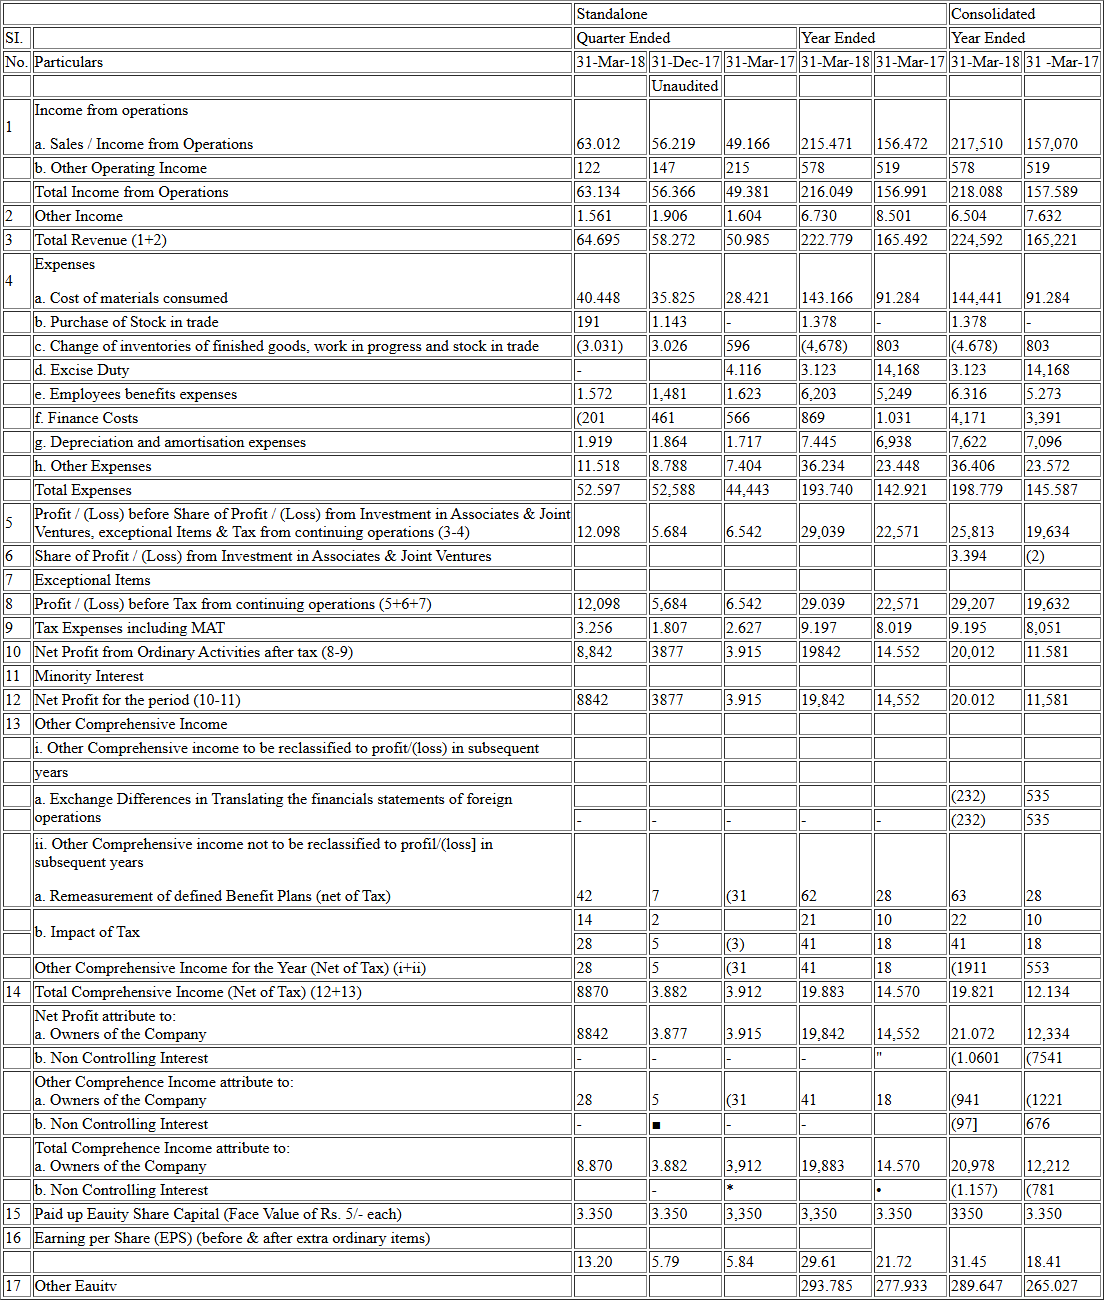 Standalone Consolidated
SI. Quarter Ended Year Ended Year Ended
No. Particulars 31-Mar-18 31-Dec-17 31-Mar-17 31-Mar-18 31-Mar-17 31-Mar-18 31 -Mar-17
Unaudited
1 Income from operations
a. Sales / Income from Operations 63.012 56.219 49.166 215.471 156.472 217,510 157,070
b. Other Operating Income 122 147 215 578 519 578 519
Total Income from Operations 63.134 56.366 49.381 216.049 156.991 218.088 157.589
2 Other Income 1.561 1.906 1.604 6.730 8.501 6.504 7.632
3 Total Revenue (1+2) 64.695 58.272 50.985 222.779 165.492 224,592 165,221
4 Expenses
a. Cost of materials consumed 40.448 35.825 28.421 143.166 91.284 144,441 91.284
b. Purchase of Stock in trade 191 1.143 - 1.378 - 1.378 -
c. Change of inventories of finished goods, work in progress and stock in trade (3.031) 3.026 596 (4,678) 803 (4.678) 803
d. Excise Duty - 4.116 3.123 14,168 3.123 14,168
e. Employees benefits expenses 1.572 1,481 1.623 6,203 5,249 6.316 5.273
f. Finance Costs (201 461 566 869 1.031 4,171 3,391
g. Depreciation and amortisation expenses 1.919 1.864 1.717 7.445 6,938 7,622 7,096
h. Other Expenses 11.518 8.788 7.404 36.234 23.448 36.406 23.572
Total Expenses 52.597 52,588 44,443 193.740 142.921 198.779 145.587
5 Profit / (Loss) before Share of Profit / (Loss) from Investment in Associates & Joint
Ventures, exceptional Items & Tax from continuing operations (3-4) 12.098 5.684 6.542 29,039 22,571 25,813 19,634
6 Share of Profit / (Loss) from Investment in Associates & Joint Ventures 3.394 (2)
7 Exceptional Items
8 Profit / (Loss) before Tax from continuing operations (5+6+7) 12,098 5,684 6.542 29.039 22,571 29,207 19,632
9 Tax Expenses including MAT 3.256 1.807 2.627 9.197 8.019 9.195 8,051
10 Net Profit from Ordinary Activities after tax (8-9) 8,842 3877 3.915 19842 14.552 20,012 11.581
11 Minority Interest
12 Net Profit for the period (10-11) 8842 3877 3.915 19,842 14,552 20.012 11,581
13 Other Comprehensive Income
i. Other Comprehensive income to be reclassified to profit/(loss) in subsequent
years
a. Exchange Differences in Translating the financials statements of foreign (232) 535
operations - - - - - (232) 535
ii. Other Comprehensive income not to be reclassified to profil/(loss] in
subsequent years
a. Remeasurement of defined Benefit Plans (net of Tax) 42 7 (31 62 28 63 28
b. Impact of Tax 14 2 21 10 22 10
28 5 (3) 41 18 41 18
Other Comprehensive Income for the Year (Net of Tax) (i+ii) 28 5 (31 41 18 (1911 553
14 Total Comprehensive Income (Net of Tax) (12+13) 8870 3.882 3.912 19.883 14.570 19.821 12.134
Net Profit attribute to:
a. Owners of the Company 8842 3.877 3.915 19,842 14,552 21.072 12,334
b. Non Controlling Interest - - - - " (1.0601 (7541
Other Comprehence Income attribute to:
a. Owners of the Company 28 5 (31 41 18 (941 (1221
b. Non Controlling Interest - ■ - - (97] 676
Total Comprehence Income attribute to:
a. Owners of the Company 8.870 3.882 3,912 19,883 14.570 20,978 12,212
b. Non Controlling Interest - * • (1.157) (781
15 Paid up Eauity Share Capital (Face Value of Rs. 5/- each) 3.350 3.350 3,350 3,350 3.350 3350 3.350
16 Earning per Share (EPS) (before & after extra ordinary items)
13.20 5.79 5.84 29.61 21.72 31.45 18.41
17 Other Eauitv 293.785 277.933 289.647 265.027